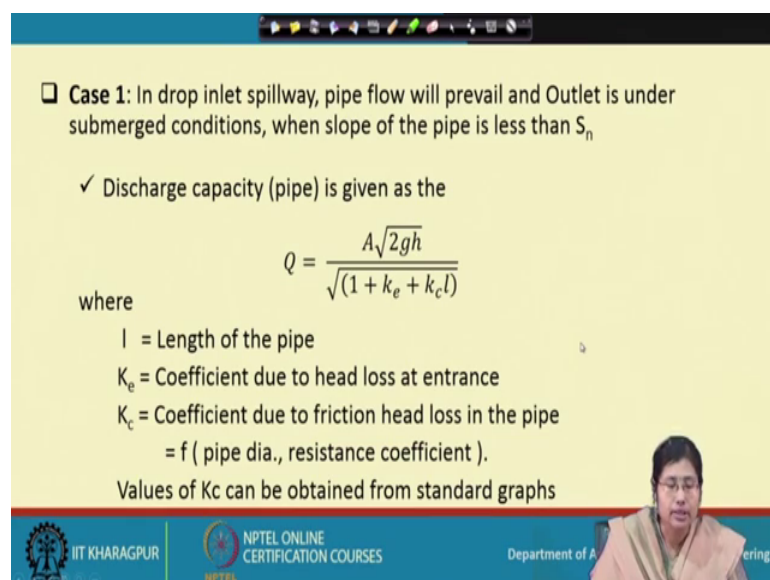 ❑ Case 1: In drop inlet spillway, pipe flow will prevail and Outlet is under
submerged conditions, when slope of the pipe is less than Sₙ
✓ Discharge capacity (pipe) is given as the
Q = A√2gh / √(1 + kₑ + k꜀l)
where
l = Length of the pipe
Kₑ = Coefficient due to head loss at entrance
K꜀ = Coefficient due to friction head loss in the pipe
= f ( pipe dia., resistance coefficient ).
Values of Kc can be obtained from standard graphs
IIT KHARAGPUR
NPTEL ONLINE
CERTIFICATION COURSES
NPTEL
Department of